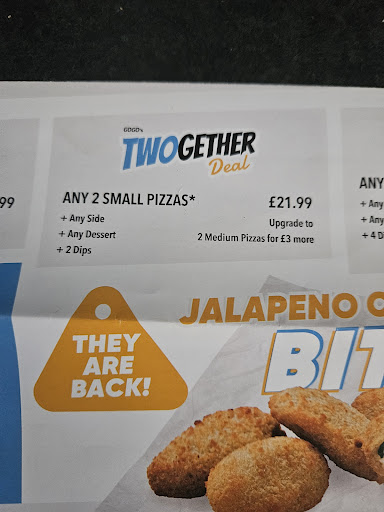 GOGO's
TWOGETHER
Deal
99
ANY 2 SMALL PIZZAS*
£21.99
+ Any Side
Upgrade to
+ Any Dessert
2 Medium Pizzas for £3 more
+ 2 Dips
ANY
+ Any
+ Any
+ 4 D
THEY
ARE
BACK!
JALAPENO
BIT